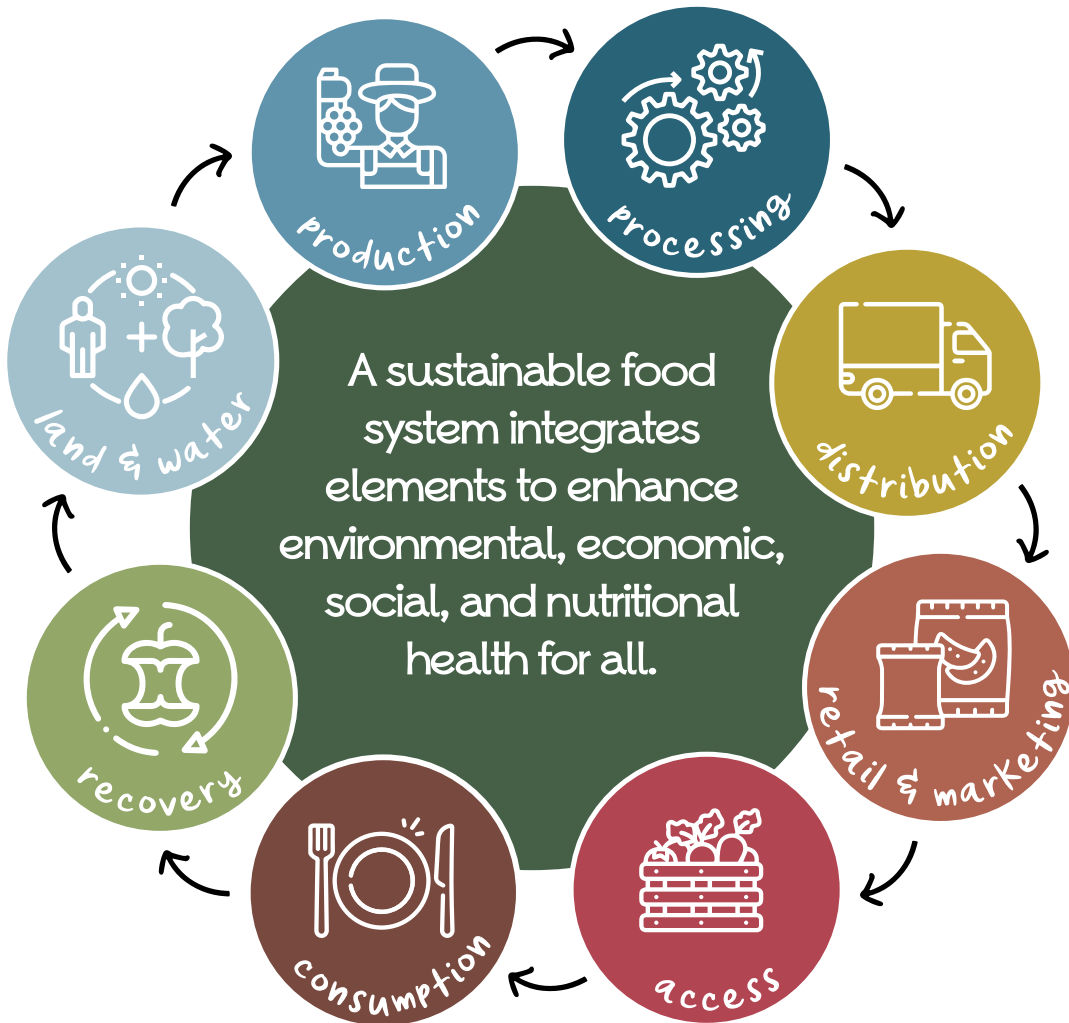 production
processing
distribution
retail & marketing
access
consumption
recovery
land & water
A sustainable food
system integrates
elements to enhance
environmental, economic,
social, and nutritional
health for all.